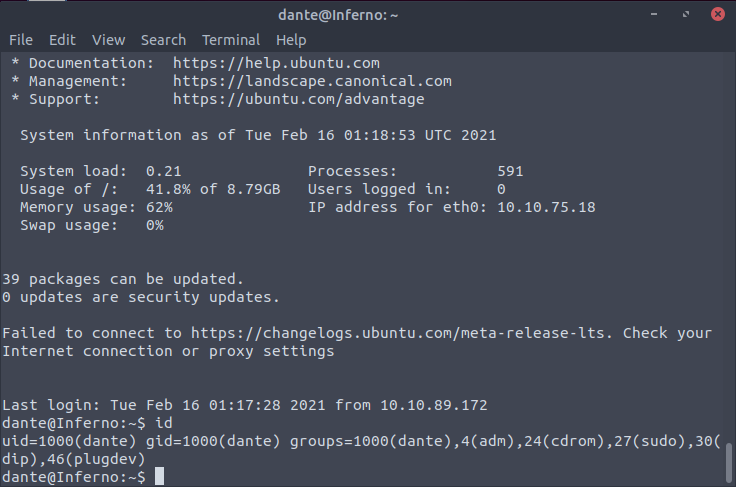 dante@Inferno: ~
File Edit View Search Terminal Help
* Documentation:  https://help.ubuntu.com
* Management:     https://landscape.canonical.com
* Support:        https://ubuntu.com/advantage
System information as of Tue Feb 16 01:18:53 UTC 2021
System load:  0.21              Processes:           591
Usage of /:   41.8% of 8.79GB   Users logged in:     0
Memory usage: 62%               IP address for eth0: 10.10.75.18
Swap usage:   0%
39 packages can be updated.
0 updates are security updates.
Failed to connect to https://changelogs.ubuntu.com/meta-release-lts. Check your
Internet connection or proxy settings
Last login: Tue Feb 16 01:17:28 2021 from 10.10.89.172
dante@Inferno:~$ id
uid=1000(dante) gid=1000(dante) groups=1000(dante),4(adm),24(cdrom),27(sudo),30(
dip),46(plugdev)
dante@Inferno:~$